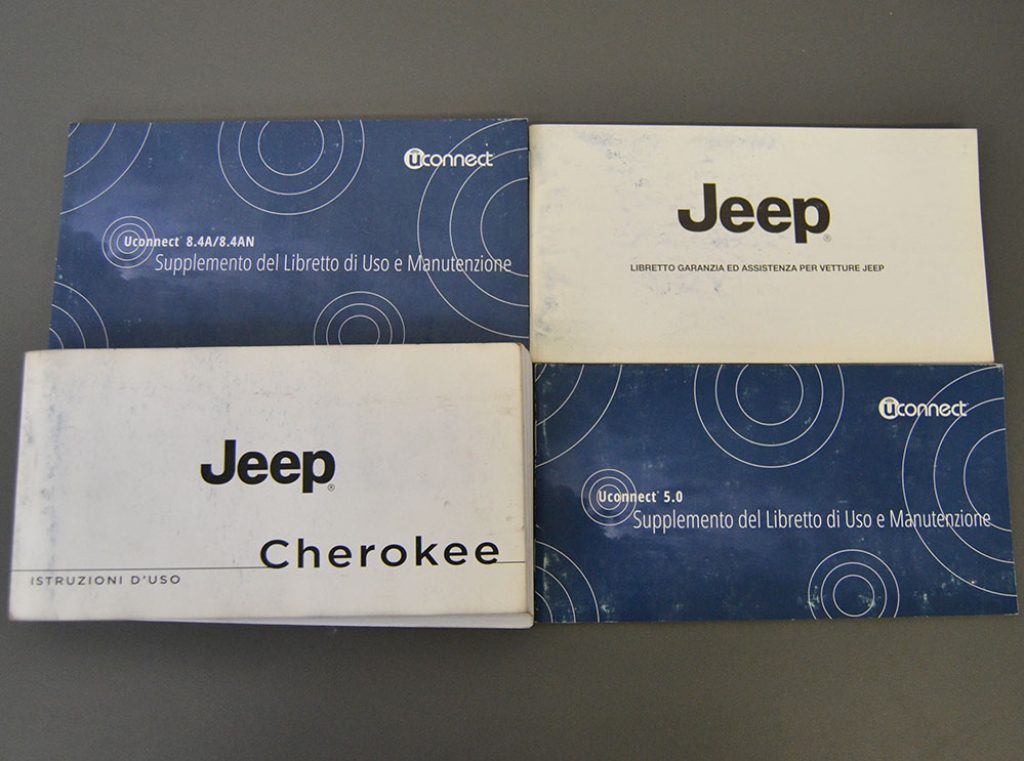 uconnect
Uconnect® 8.4A/8.4AN
Supplemento del Libretto di Uso e Manutenzione
Jeep®
LIBRETTO GARANZIA ED ASSISTENZA PER VETTURE JEEP
Jeep®
Cherokee
ISTRUZIONI D'USO
uconnect
Uconnect® 5.0
Supplemento del Libretto di Uso e Manutenzione